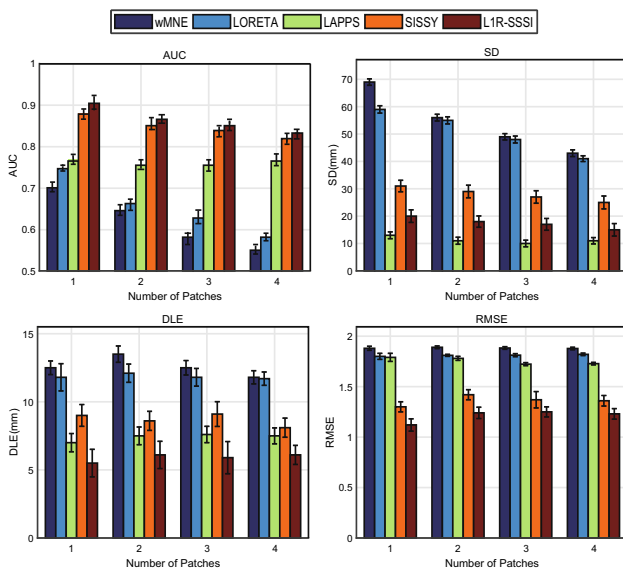 wMNE LORETA LAPPS SISSY L1R-SSSI
AUC
1
0.9
0.8
0.7
0.6
0.5
AUC
1 2 3 4
Number of Patches
SD
70
60
50
40
30
20
10
0
SD(mm)
1 2 3 4
Number of Patches
DLE
15
10
5
0
DLE(mm)
1 2 3 4
Number of Patches
RMSE
2
1.5
1
0.5
0
RMSE
1 2 3 4
Number of Patches